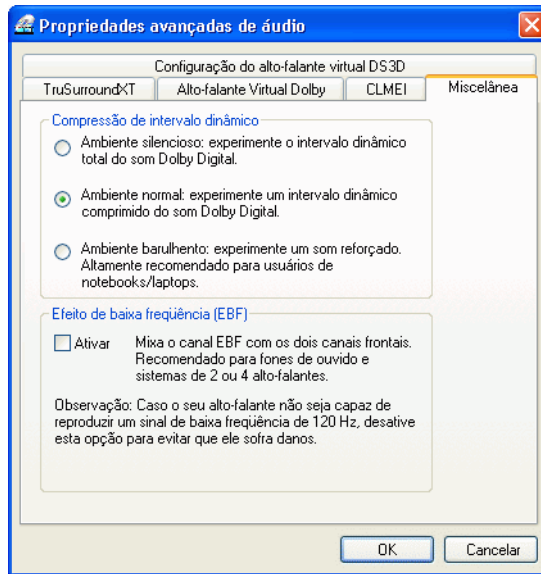 Propriedades avançadas de áudio
Configuração do alto-falante virtual DS3D
TruSurroundXT
Alto-falante Virtual Dolby
CLMEI
Miscelânea
Compressão de intervalo dinâmico
Ambiente silencioso: experimente o intervalo dinâmico
total do som Dolby Digital.
Ambiente normal: experimente um intervalo dinâmico
comprimido do som Dolby Digital.
Ambiente barulhento: experimente um som reforçado.
Altamente recomendado para usuários de
notebooks/laptops.
Efeito de baixa freqüência (EBF)
Ativar
Mixa o canal EBF com os dois canais frontais.
Recomendado para fones de ouvido e
sistemas de 2 ou 4 alto-falantes.
Observação: Caso o seu alto-falante não seja capaz de
reproduzir um sinal de baixa freqüência de 120 Hz, desative
esta opção para evitar que ele sofra danos.
OK
Cancelar